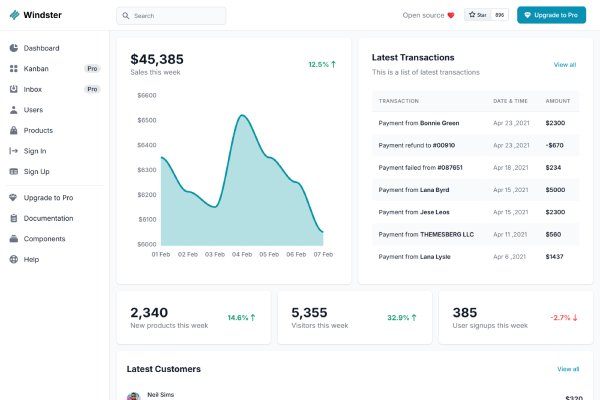 Windster
Search
Open source
Star 896
Upgrade to Pro
Dashboard
Kanban Pro
Inbox Pro
Users
Products
Sign In
Sign Up
Upgrade to Pro
Documentation
Components
Help
$45,385
Sales this week
12.5%
$6600
$6500
$6400
$6300
$6200
$6100
$6000
01 Feb 02 Feb 03 Feb 04 Feb 05 Feb 06 Feb 07 Feb
Latest Transactions
This is a list of latest transactions
View all
TRANSACTION DATE & TIME AMOUNT
Payment from Bonnie Green Apr 23 ,2021 $2300
Payment refund to #00910 Apr 23 ,2021 -$670
Payment failed from #087651 Apr 18 ,2021 $234
Payment from Lana Byrd Apr 15 ,2021 $5000
Payment from Jese Leos Apr 15 ,2021 $2300
Payment from THEMESBERG LLC Apr 11 ,2021 $560
Payment from Lana Lysle Apr 6 ,2021 $1437
2,340
New products this week
14.6%
5,355
Visitors this week
32.9%
385
User signups this week
-2.7%
Latest Customers
View all
Neil Sims
$320